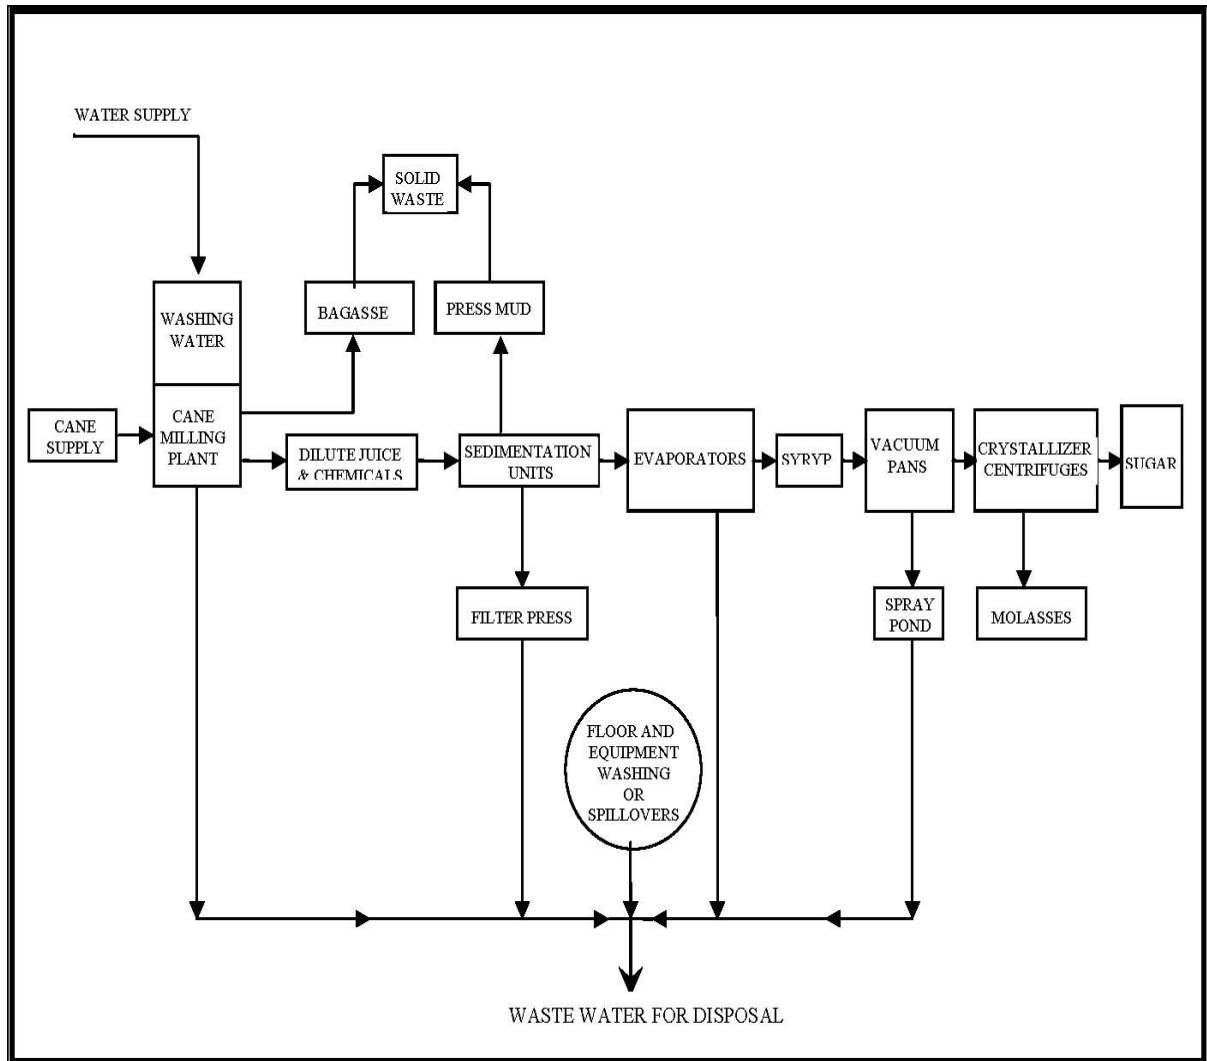 WATER SUPPLY
SOLID
WASTE
WASHING
WATER
BAGASSE
PRESS MUD
CANE
SUPPLY
CANE
MILLING
PLANT
DILUTE JUICE
& CHEMICALS
SEDIMENTATION
UNITS
EVAPORATORS
SYRYP
VACUUM
PANS
CRYSTALLIZER
CENTRIFUGES
SUGAR
FILTER PRESS
SPRAY
POND
MOLASSES
FLOOR AND
EQUIPMENT
WASHING
OR
SPILLOVERS
WASTE WATER FOR DISPOSAL